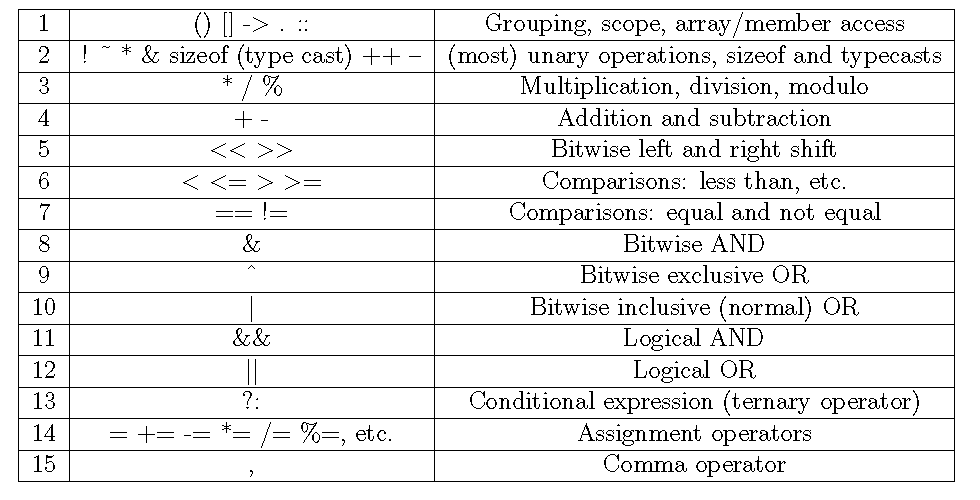 1 () [] -> . :: Grouping, scope, array/member access
2 ! ~ * & sizeof (type cast) ++ – (most) unary operations, sizeof and typecasts
3 * / % Multiplication, division, modulo
4 + - Addition and subtraction
5 << >> Bitwise left and right shift
6 < <= > >= Comparisons: less than, etc.
7 == != Comparisons: equal and not equal
8 & Bitwise AND
9 ^ Bitwise exclusive OR
10 | Bitwise inclusive (normal) OR
11 && Logical AND
12 || Logical OR
13 ?: Conditional expression (ternary operator)
14 = += -= *= /= %=, etc. Assignment operators
15 , Comma operator